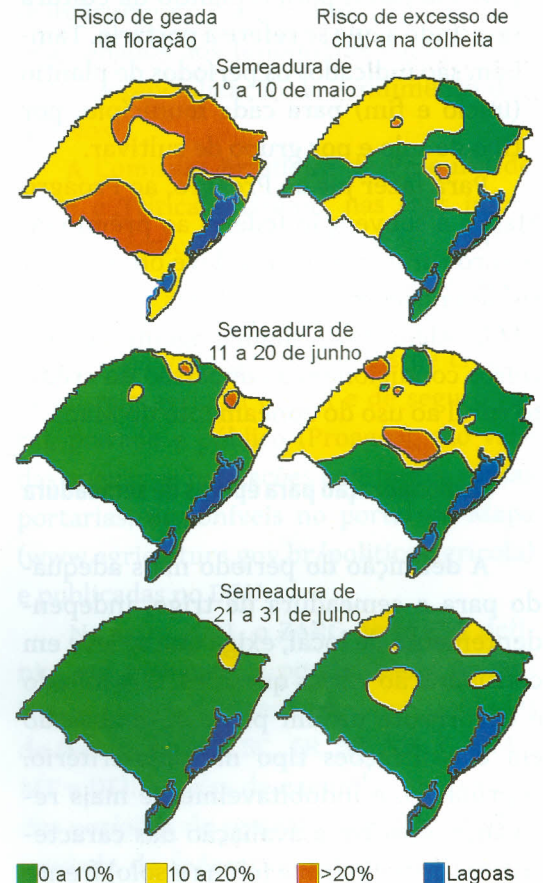 Risco de geada
na floração
Risco de excesso de
chuva na colheita
Semeadura de
1º a 10 de maio
Semeadura de
11 a 20 de junho
Semeadura de
21 a 31 de julho
0 a 10%
10 a 20%
>20%
Lagoas